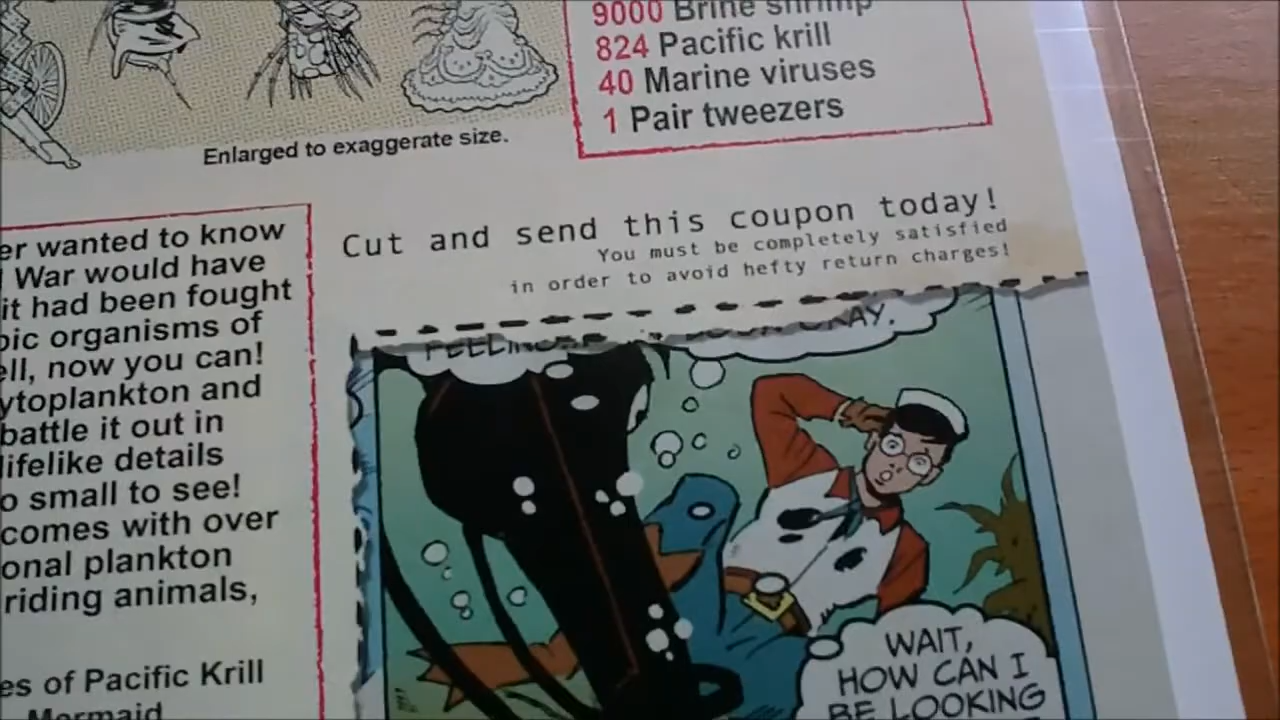 9000 Brine shrimp
824 Pacific krill
40 Marine viruses
1 Pair tweezers
Enlarged to exaggerate size.
Cut and send this coupon today!
You must be completely satisfied
in order to avoid hefty return charges!
er wanted to know
War would have
it had been fought
bic organisms of
ell, now you can!
ytoplankton and
battle it out in
lifelike details
o small to see!
comes with over
onal plankton
riding animals,
es of Pacific Krill
Mermaid
OKAY.
WAIT,
HOW CAN I
BE LOOKING